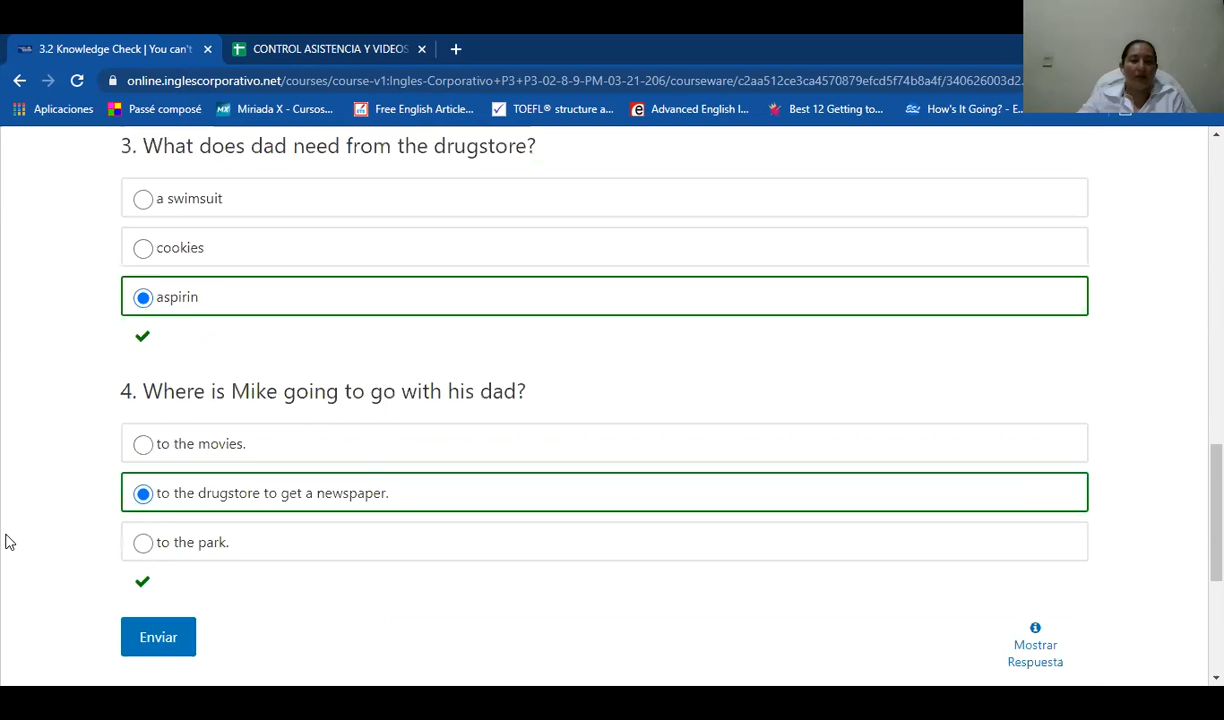 3.2 Knowledge Check | You can't
CONTROL ASISTENCIA Y VIDEOS
online.inglescorporativo.net/courses/course-v1:Ingles-Corporativo+P3+P3-02-8-9-PM-03-21-206/courseware/c2aa512ce3ca4570879efcd5f74b8a4f/340626003d2...
Aplicaciones
Passé composé
Miriada X - Cursos...
Free English Article...
TOEFL® structure a...
Advanced English l...
Best 12 Getting to...
How's It Going? - E...
3. What does dad need from the drugstore?
a swimsuit
cookies
aspirin
4. Where is Mike going to go with his dad?
to the movies.
to the drugstore to get a newspaper.
to the park.
Enviar
Mostrar
Respuesta